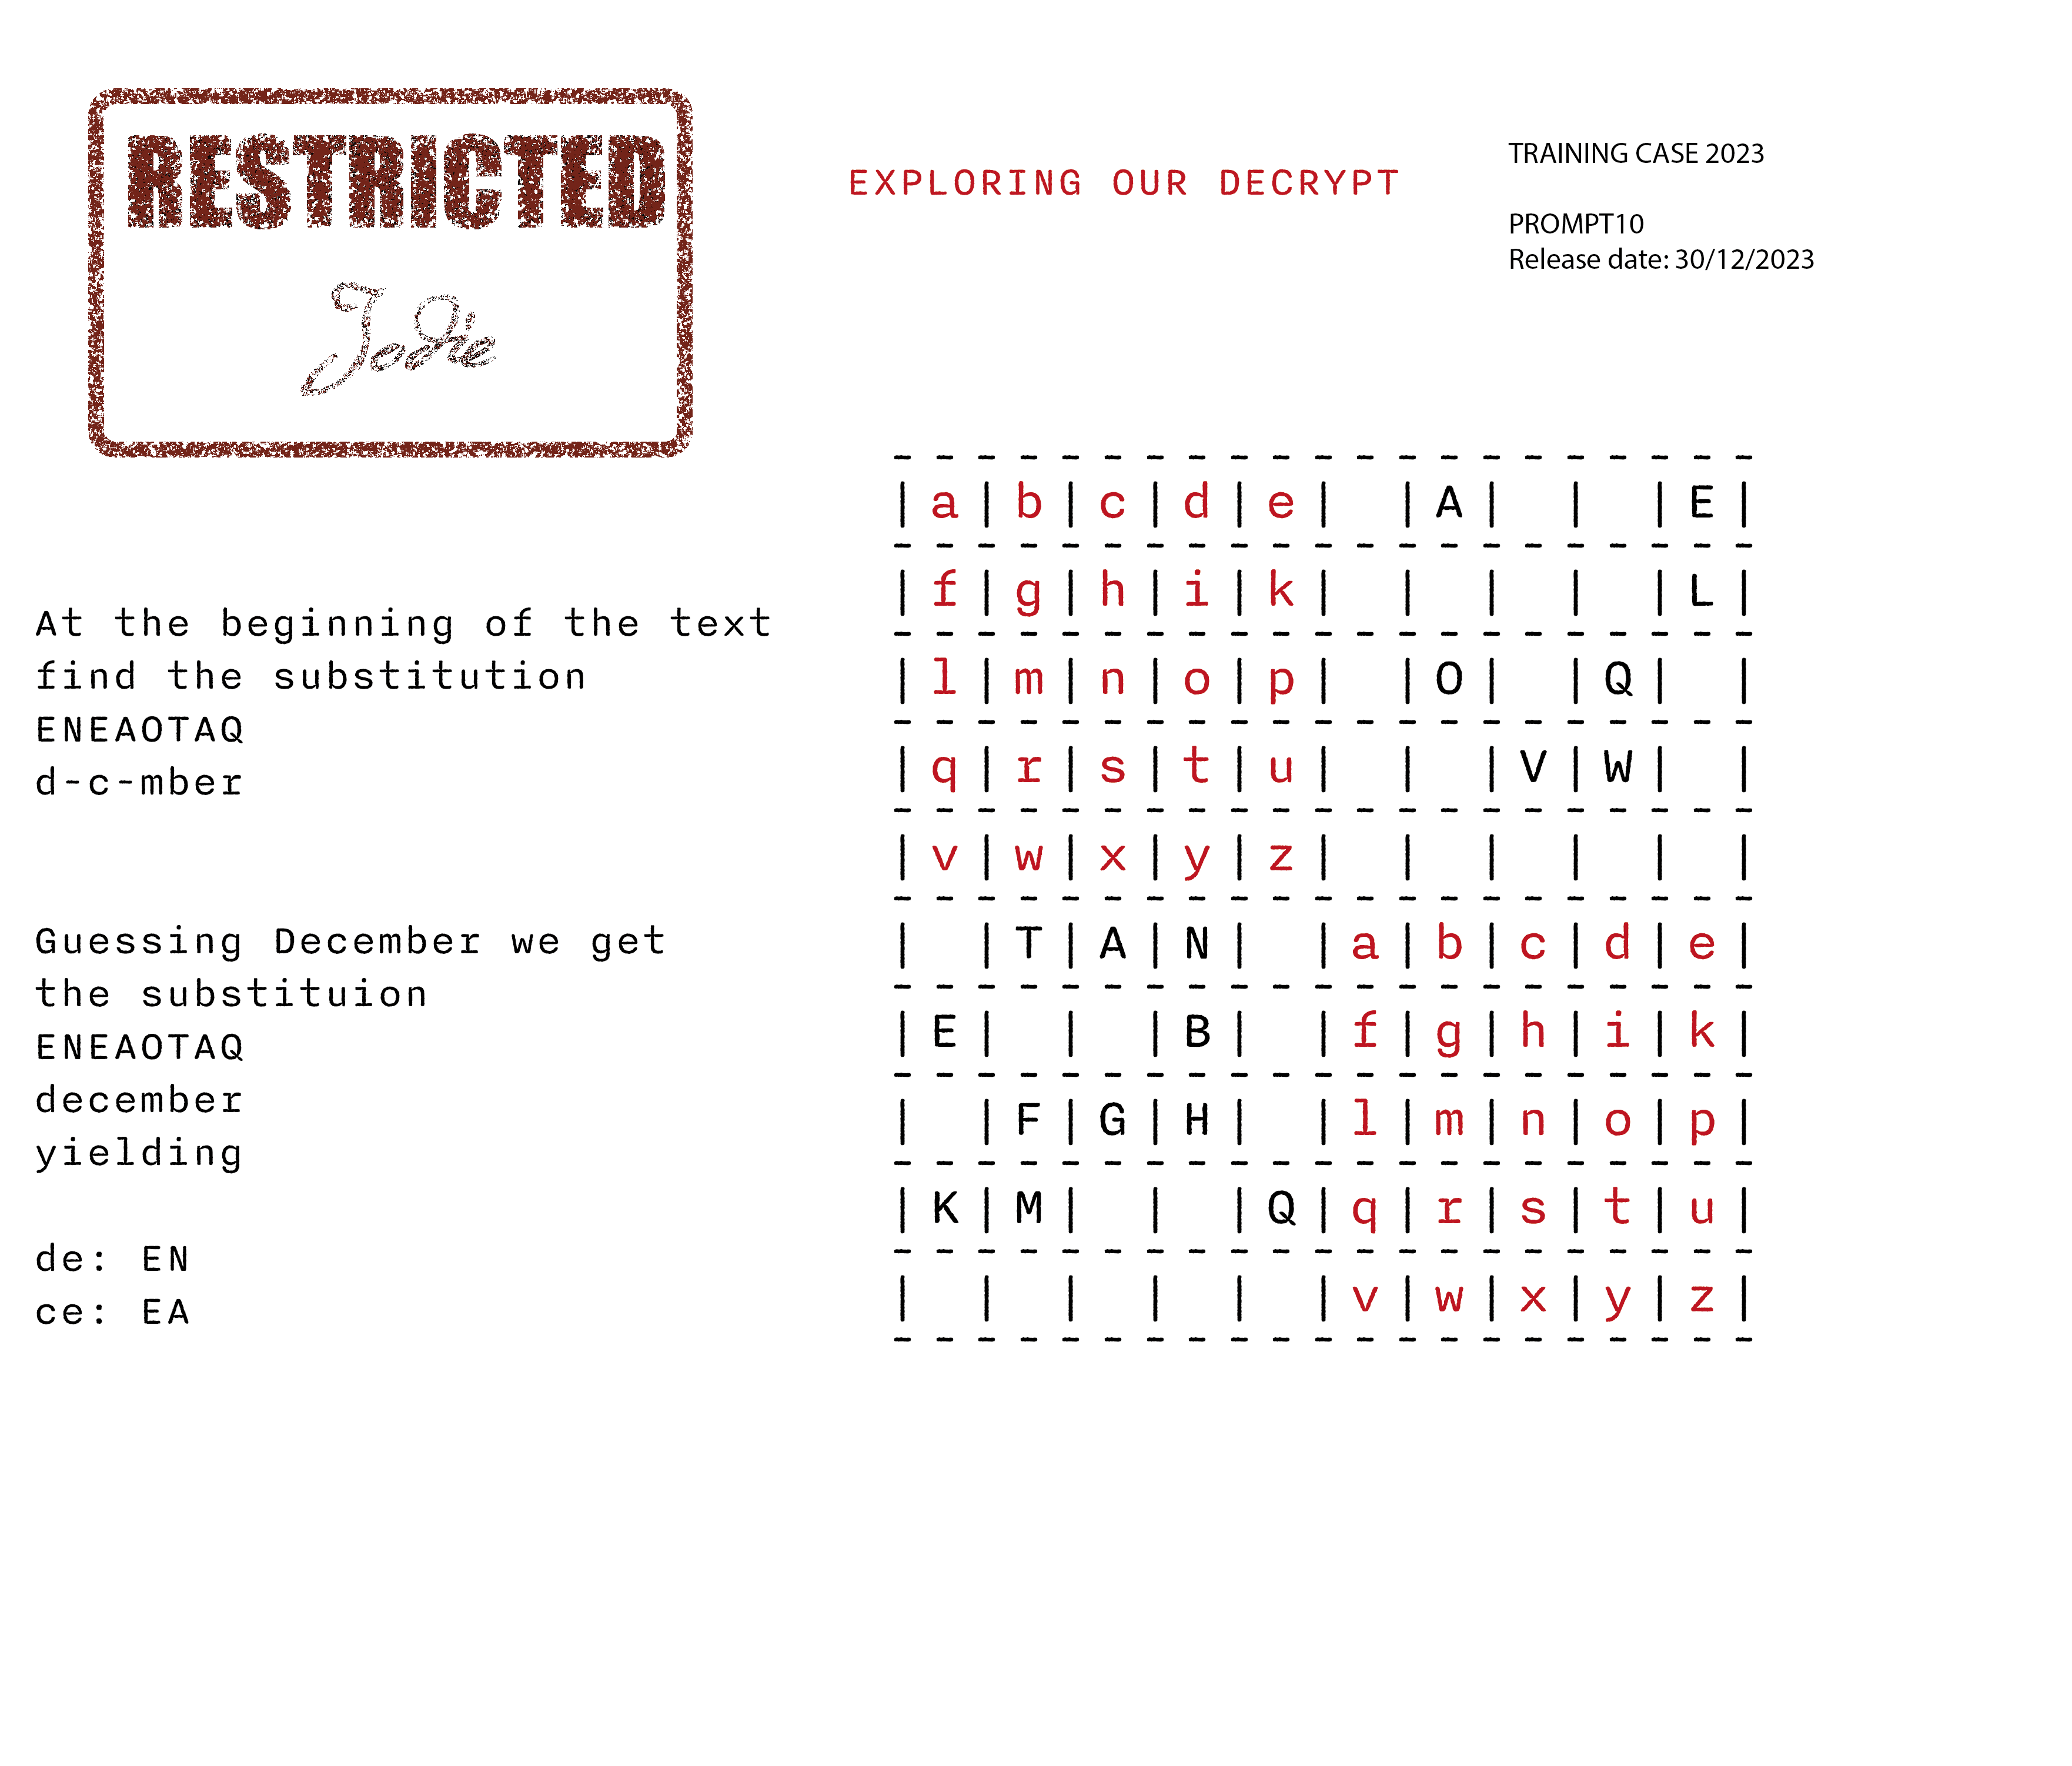 RESTRICTED
Jodie
EXPLORING OUR DECRYPT
TRAINING CASE 2023
PROMPT10
Release date: 30/12/2023
At the beginning of the text
find the substitution
ENEAOTAQ
d-c-mber
Guessing December we get
the substituion
ENEAOTAQ
december
yielding
de: EN
ce: EA
- - - - - - - - - - - - - - - - - - - - -
|a|b|c|d|e| |A| | |E|
- - - - - - - - - - - - - - - - - - - - -
|f|g|h|i|k| | | | |L|
- - - - - - - - - - - - - - - - - - - - -
|l|m|n|o|p| |O| |Q| |
- - - - - - - - - - - - - - - - - - - - -
|q|r|s|t|u| | |V|W| |
- - - - - - - - - - - - - - - - - - - - -
|v|w|x|y|z| | | | | |
- - - - - - - - - - - - - - - - - - - - -
| |T|A|N| |a|b|c|d|e|
- - - - - - - - - - - - - - - - - - - - -
|E| | |B| |f|g|h|i|k|
- - - - - - - - - - - - - - - - - - - - -
| |F|G|H| |l|m|n|o|p|
- - - - - - - - - - - - - - - - - - - - -
|K|M| | |Q|q|r|s|t|u|
- - - - - - - - - - - - - - - - - - - - -
| | | | | |v|w|x|y|z|
- - - - - - - - - - - - - - - - - - - - -